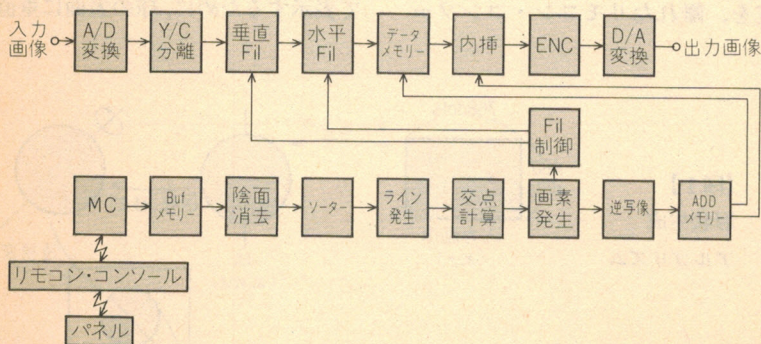 入力
画像
A/D
変換
Y/C
分離
垂直
Fil
水平
Fil
データ
メモリー
内挿
ENC
D/A
変換
出力画像
Fil
制御
MC
Buf
メモリー
陰面
消去
ソーター
ライン
発生
交点
計算
画素
発生
逆写像
ADD
メモリー
リモコン・コンソール
パネル